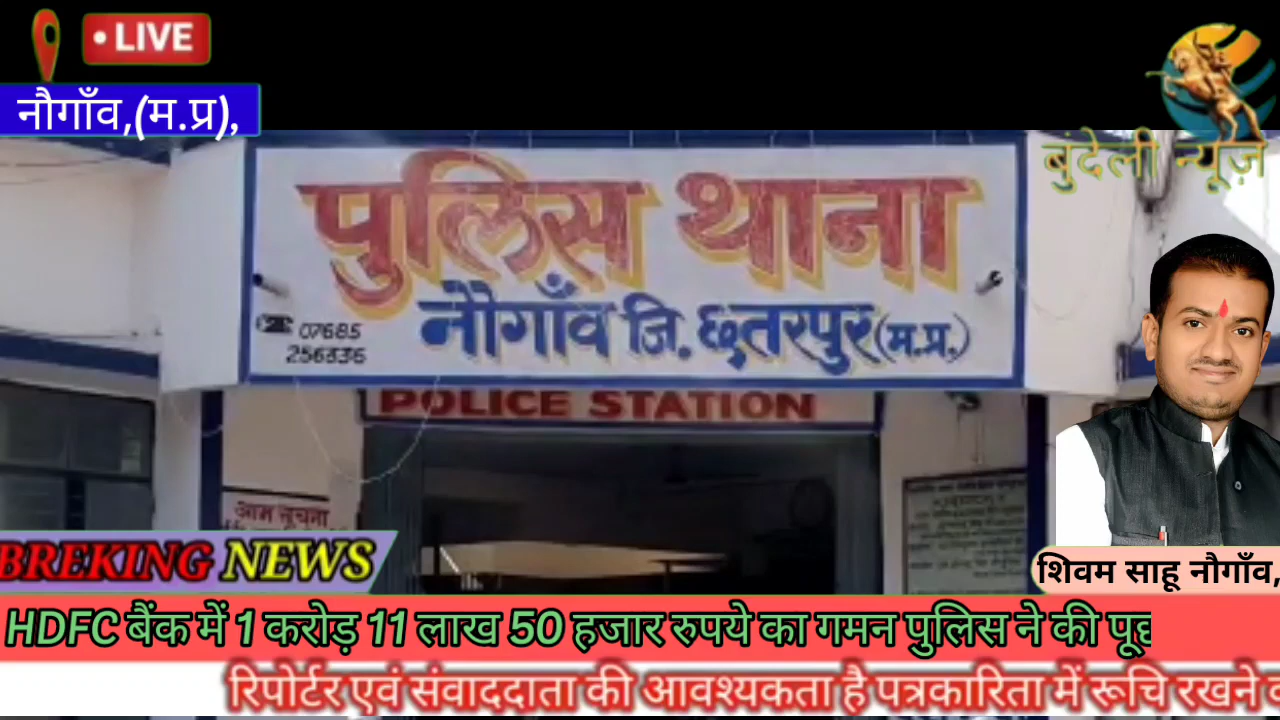 LIVE
नौगाँव,(म.प्र),
बुंदेली न्यूज़
पुलिस थाना
नौगाँव जि. छतरपुर(म.प्र.)
07685
256836
POLICE STATION
आम सूचना
BREKING NEWS
शिवम साहू नौगाँव,
HDFC बैंक में 1 करोड़ 11 लाख 50 हजार रुपये का गमन पुलिस ने की
रिपोर्टर एवं संवाददाता की आवश्यकता है पत्रकारिता में रूचि रखने